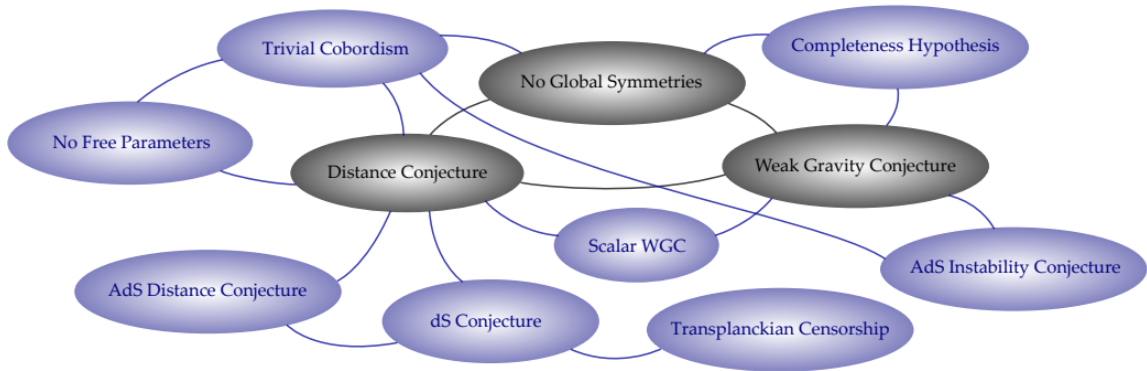 Trivial Cobordism
Completeness Hypothesis
No Global Symmetries
No Free Parameters
Distance Conjecture
Weak Gravity Conjecture
Scalar WGC
AdS Instability Conjecture
AdS Distance Conjecture
dS Conjecture
Transplanckian Censorship